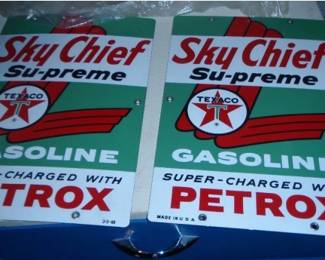 Sky Chief
Su-preme
TEXACO
T
ASOLINE
-CHARGED WITH
TROX
Sky Chief
Su-preme
TEXACO
T
GASOLINE
SUPER-CHARGED W
PETROX
MADE IN U.S.A